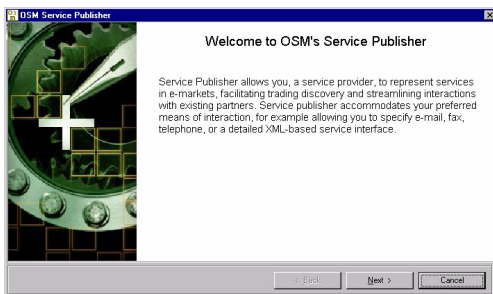 OSM Service Publisher
Welcome to OSM's Service Publisher
Service Publisher allows you, a service provider, to represent services
in e-markets, facilitating trading discovery and streamlining interactions
with existing partners. Service publisher accommodates your preferred
means of interaction, for example allowing you to specify e-mail, fax,
telephone, or a detailed XML-based service interface.
< Back Next > Cancel